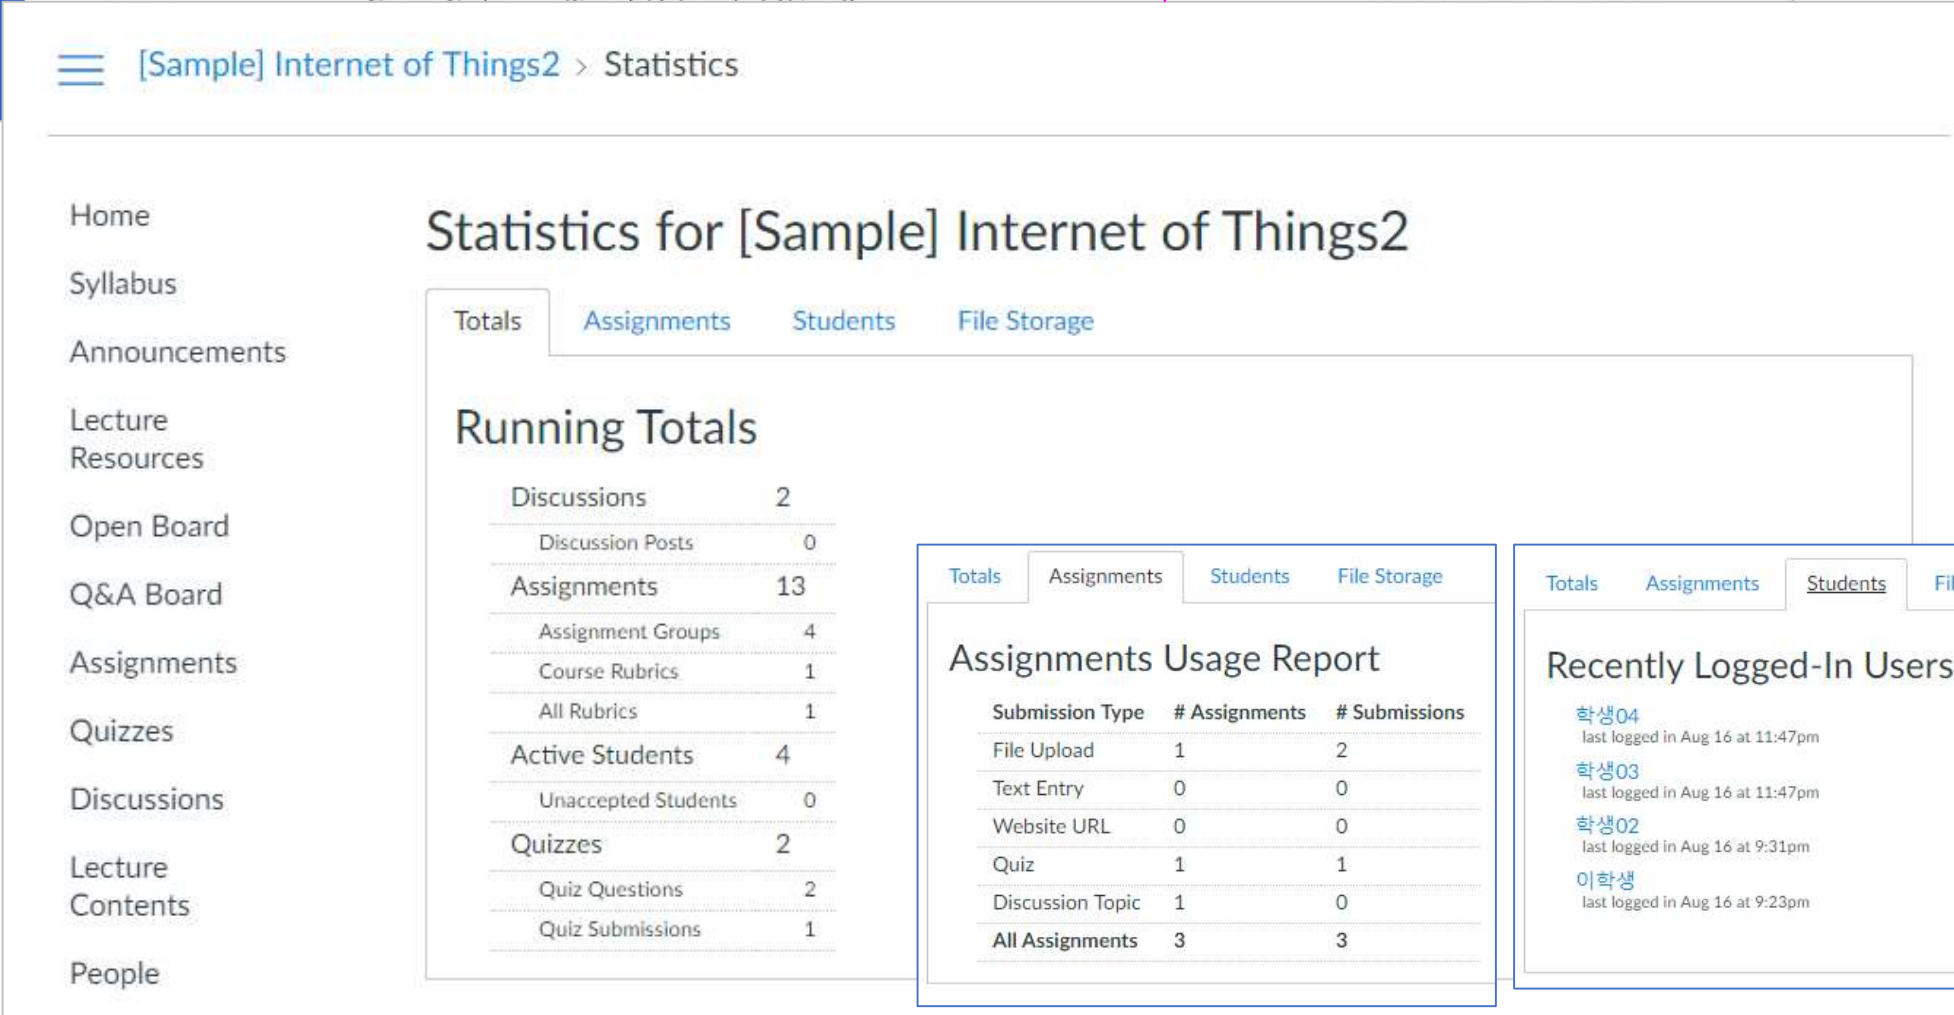 [Sample] Internet of Things2 > Statistics
Home
Syllabus
Announcements
Lecture
Resources
Open Board
Q&A Board
Assignments
Quizzes
Discussions
Lecture
Contents
People
Statistics for [Sample] Internet of Things2
Totals Assignments Students File Storage
Running Totals
Discussions 2
Discussion Posts 0
Assignments 13
Assignment Groups 4
Course Rubrics 1
All Rubrics 1
Active Students 4
Unaccepted Students 0
Quizzes 2
Quiz Questions 2
Quiz Submissions 1
Totals Assignments Students File Storage
Assignments Usage Report
Submission Type # Assignments # Submissions
File Upload 1 2
Text Entry 0 0
Website URL 0 0
Quiz 1 1
Discussion Topic 1 0
All Assignments 3 3
Totals Assignments Students
Recently Logged-In Users
학생04
last logged in Aug 16 at 11:47pm
학생03
last logged in Aug 16 at 11:47pm
학생02
last logged in Aug 16 at 9:31pm
이학생
last logged in Aug 16 at 9:23pm